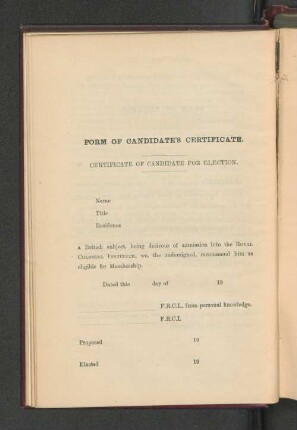 FORM OF CANDIDATE'S CERTIFICATE.
CERTIFICATE OF CANDIDATE FOR ELECTION.
Name
Title
Residence
a British subject being desirous of admission into the ROYAL
COLONIAL INSTITUTE, we, the undersigned, recommend him as
eligible for Membership.
Dated this day of 19
F.R.C.I., from personal knowledge.
F.R.C.I.
Proposed 19
Elected 19